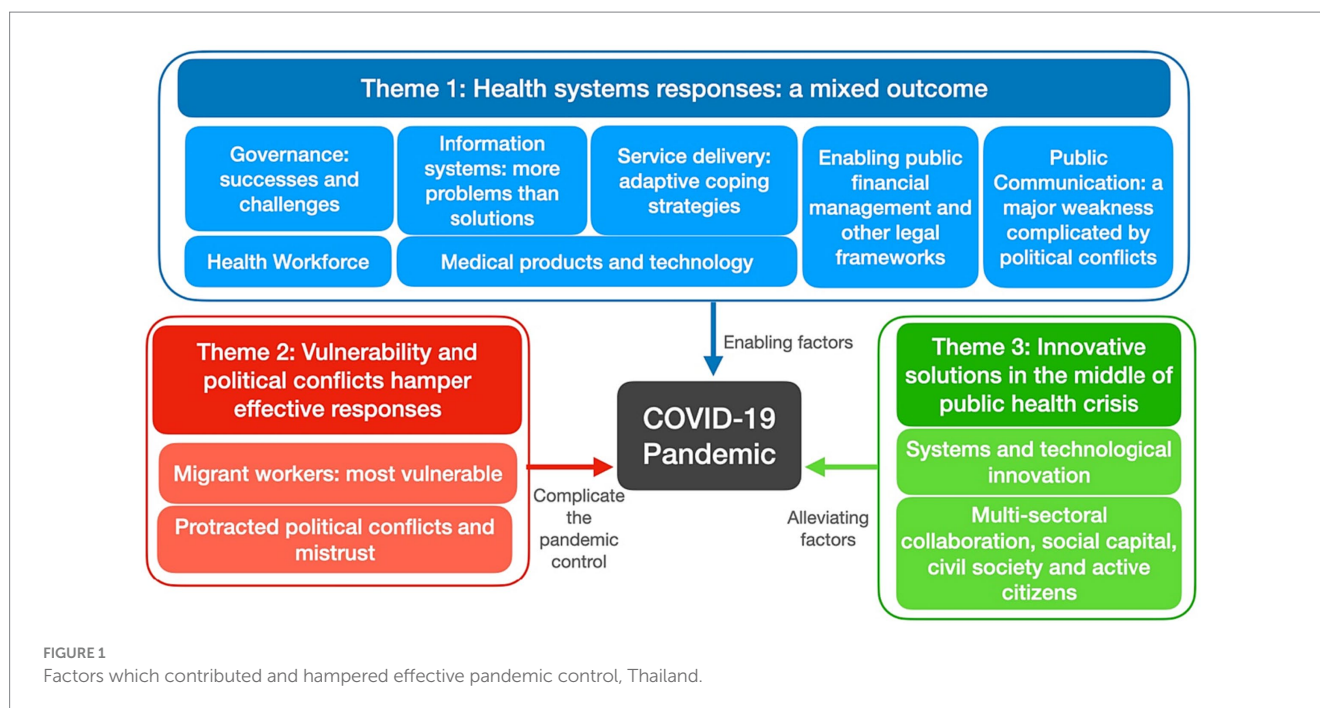 Theme 1: Health systems responses: a mixed outcome
Governance:
successes and
challenges
Information
systems: more
problems than
solutions
Service delivery:
adaptive coping
strategies
Enabling public
financial
management and
other legal
frameworks
Public
Communication: a
major weakness
complicated by
political conflicts
Health Workforce
Medical products and technology
Enabling factors
Theme 2: Vulnerability and
political conflicts hamper
effective responses
Migrant workers: most vulnerable
Protracted political conflicts and
mistrust
Complicate
the
pandemic
control
COVID-19
Pandemic
Alleviating
factors
Theme 3: Innovative
solutions in the middle of
public health crisis
Systems and technological
innovation
Multi-sectoral
collaboration, social capital,
civil society and active
citizens
FIGURE 1
Factors which contributed and hampered effective pandemic control, Thailand.